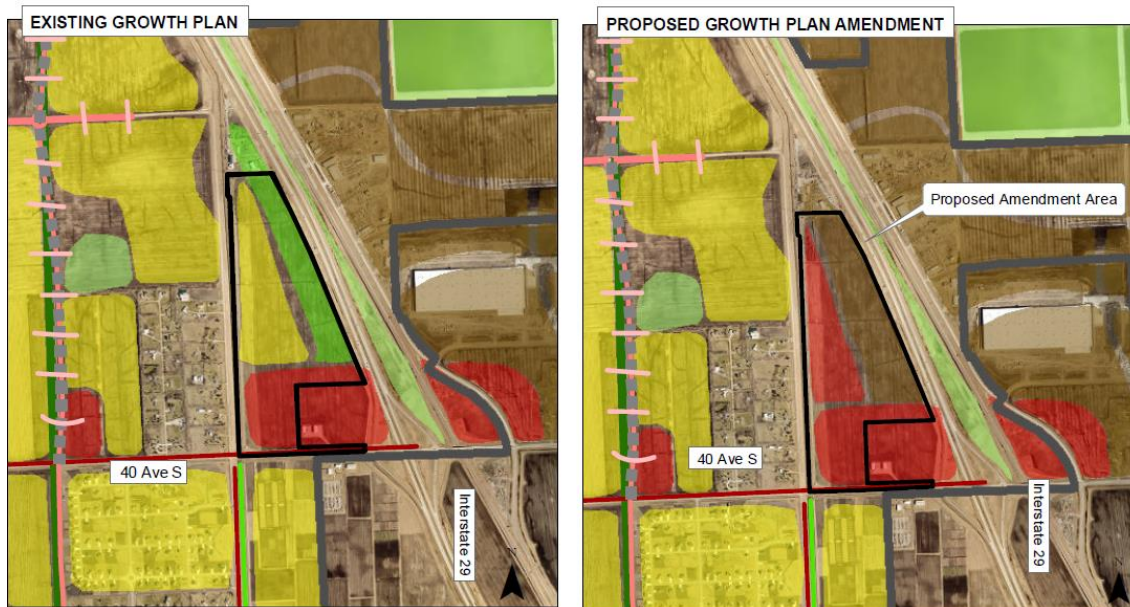 EXISTING GROWTH PLAN
PROPOSED GROWTH PLAN AMENDMENT
Proposed Amendment Area
40 Ave S
Interstate 29
40 Ave S
Interstate 29